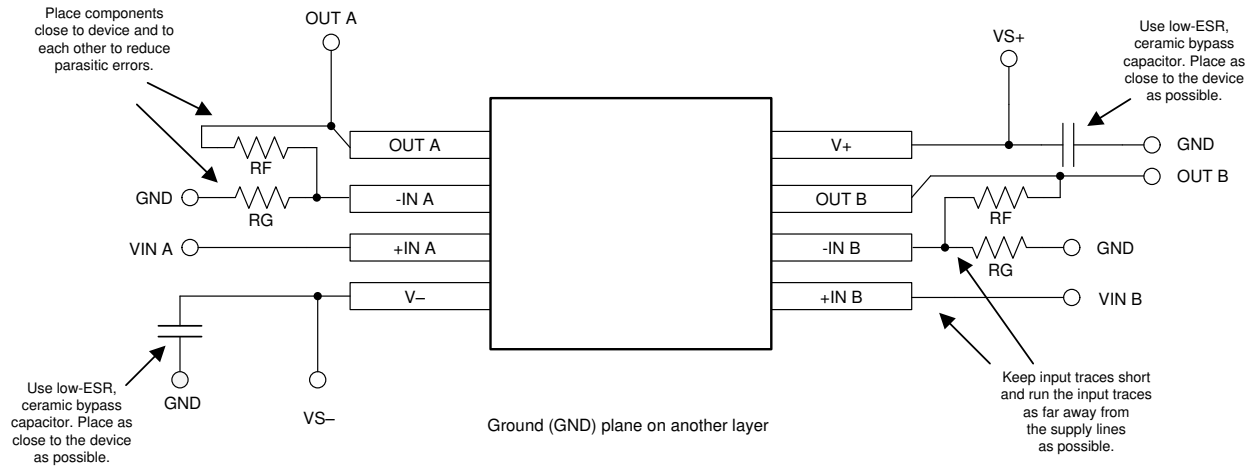 Place components
close to device and to
each other to reduce
parasitic errors.
OUT A
VS+
Use low-ESR,
ceramic bypass
capacitor. Place as
close to the device
as possible.
OUT A
V+
GND
RF
OUT B
GND
-IN A
OUT B
RG
RF
VIN A
+IN A
-IN B
GND
RG
V–
+IN B
VIN B
Use low-ESR,
ceramic bypass
capacitor. Place as
close to the device
as possible.
GND
VS–
Ground (GND) plane on another layer
Keep input traces short
and run the input traces
as far away from
the supply lines
as possible.